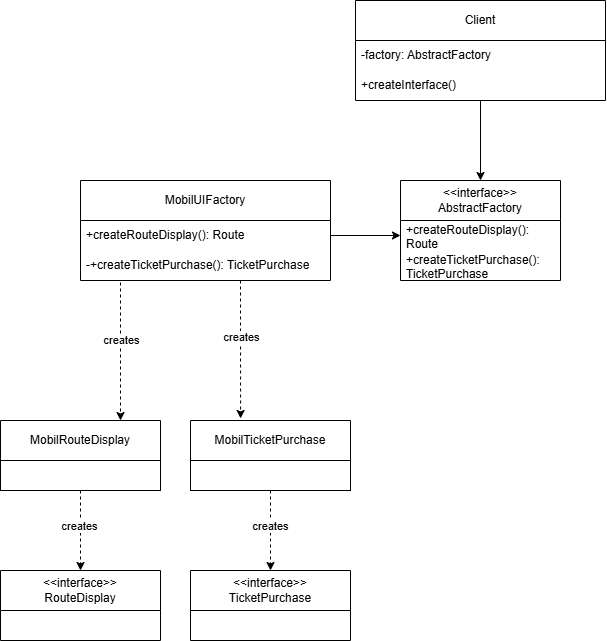 Client
-factory: AbstractFactory
+createInterface()
MobilUIFactory
+createRouteDisplay(): Route
-+createTicketPurchase(): TicketPurchase
<<interface>>
AbstractFactory
+createRouteDisplay():
Route
+createTicketPurchase():
TicketPurchase
creates
creates
MobilRouteDisplay
MobilTicketPurchase
creates
creates
<<interface>>
RouteDisplay
<<interface>>
TicketPurchase